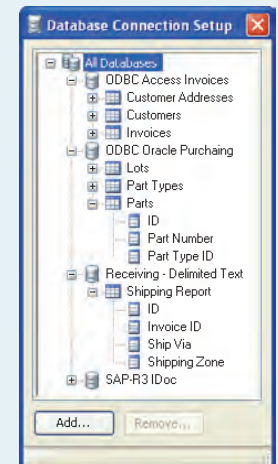 Database Connection Setup
All Databases
ODBC Access Invoices
Customer Addresses
Customers
Invoices
ODBC Oracle Purchaing
Lots
Part Types
Parts
ID
Part Number
Part Type ID
Receiving - Delimited Text
Shipping Report
ID
Invoice ID
Ship Via
Shipping Zone
SAP-R3 IDoc
Add...
Remove...